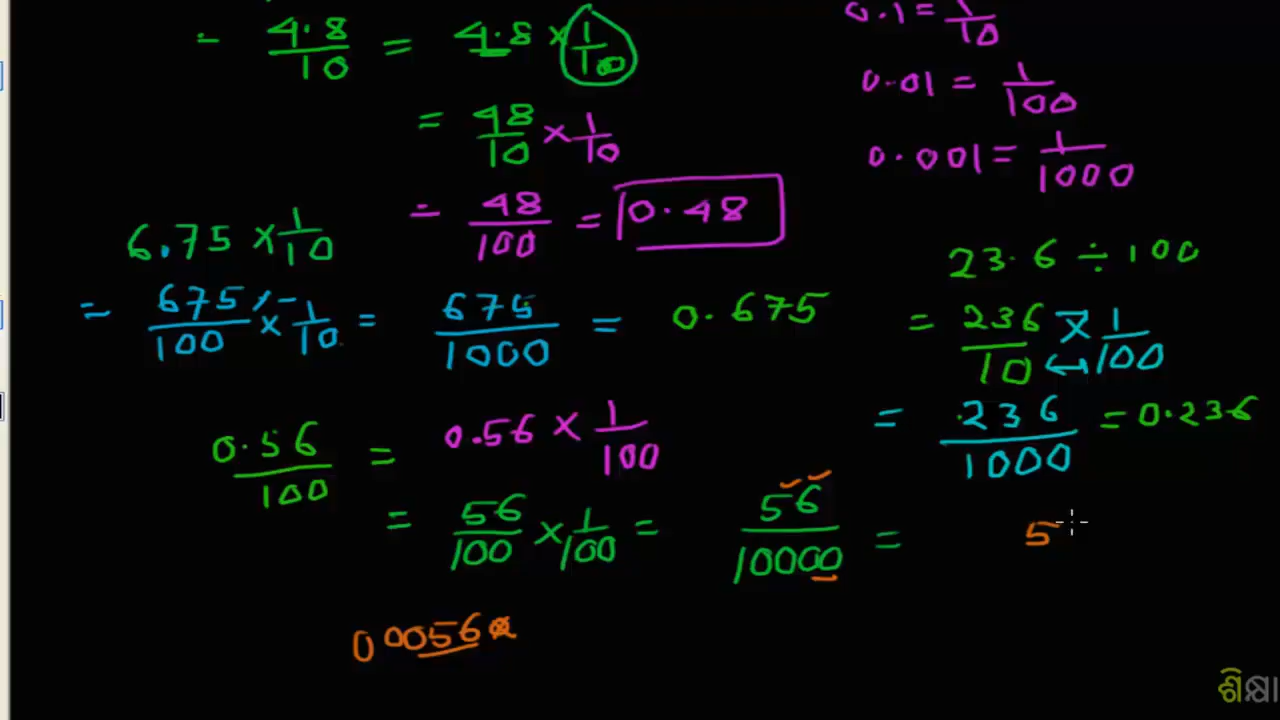 - 4.8/10 = 4.8 × 1/10
= 48/10 × 1/10
= 48/100 = 0.48
0.1 = 1/10
0.01 = 1/100
0.001 = 1/1000
6.75 × 1/10
= 675/100 × 1/10 = 675/1000 = 0.675
23.6 ÷ 100
= 236/10 × 1/100
= .236/1000 = 0.236
0.56/100 = 0.56 × 1/100
= 56/100 × 1/100 = 56/10000 = 5
00056
ଶିକ୍ଷା